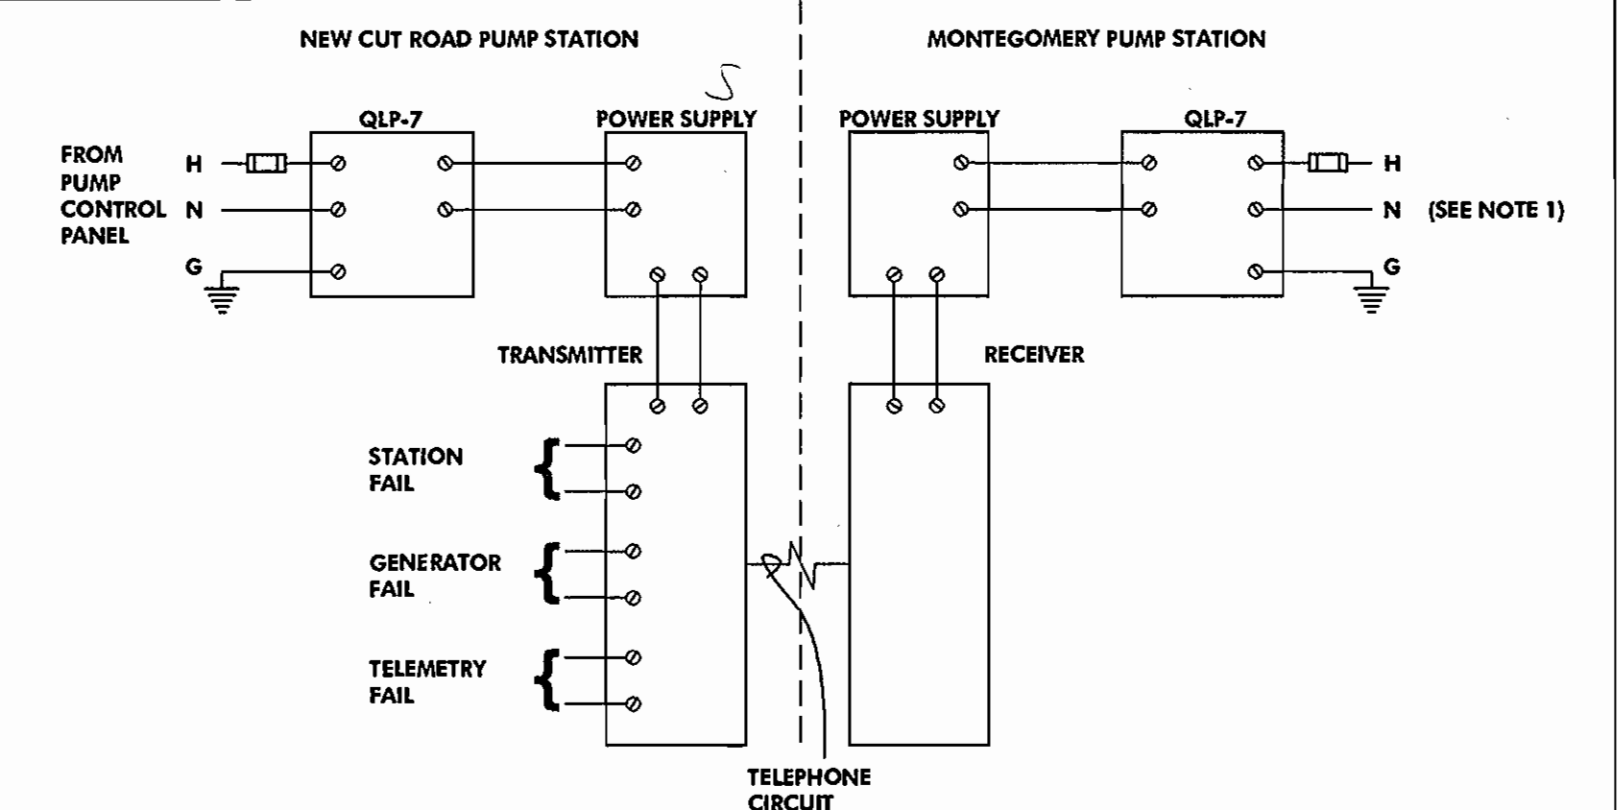 NEW CUT ROAD PUMP STATION
MONTEGOMERY PUMP STATION
S
QLP-7
POWER SUPPLY
POWER SUPPLY
QLP-7
FROM
PUMP
CONTROL
PANEL
H
N
G
H
N (SEE NOTE 1)
G
TRANSMITTER
RECEIVER
STATION
FAIL
GENERATOR
FAIL
TELEMETRY
FAIL
TELEPHONE
CIRCUIT